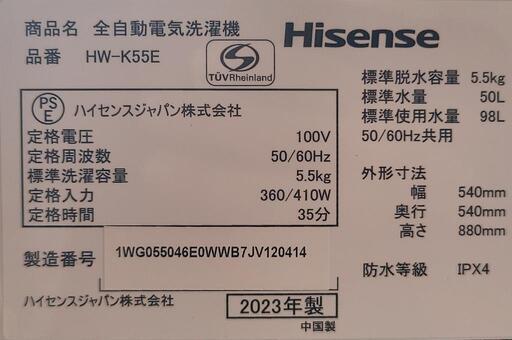 商品名 全自動電気洗濯機
品番 HW-K55E
S
TÜVRheinland
Hisense
PS
E
ハイセンスジャパン株式会社
定格電圧 100V
定格周波数 50/60Hz
標準洗濯容量 5.5kg
定格入力 360/410W
定格時間 35分
標準脱水容量 5.5kg
標準水量 50L
標準使用水量 98L
50/60Hz共用
外形寸法
幅 540mm
奥行 540mm
高さ 880mm
防水等級 IPX4
製造番号 1WG055046E0WWB7JV120414
ハイセンスジャパン株式会社
2023年製
中国製